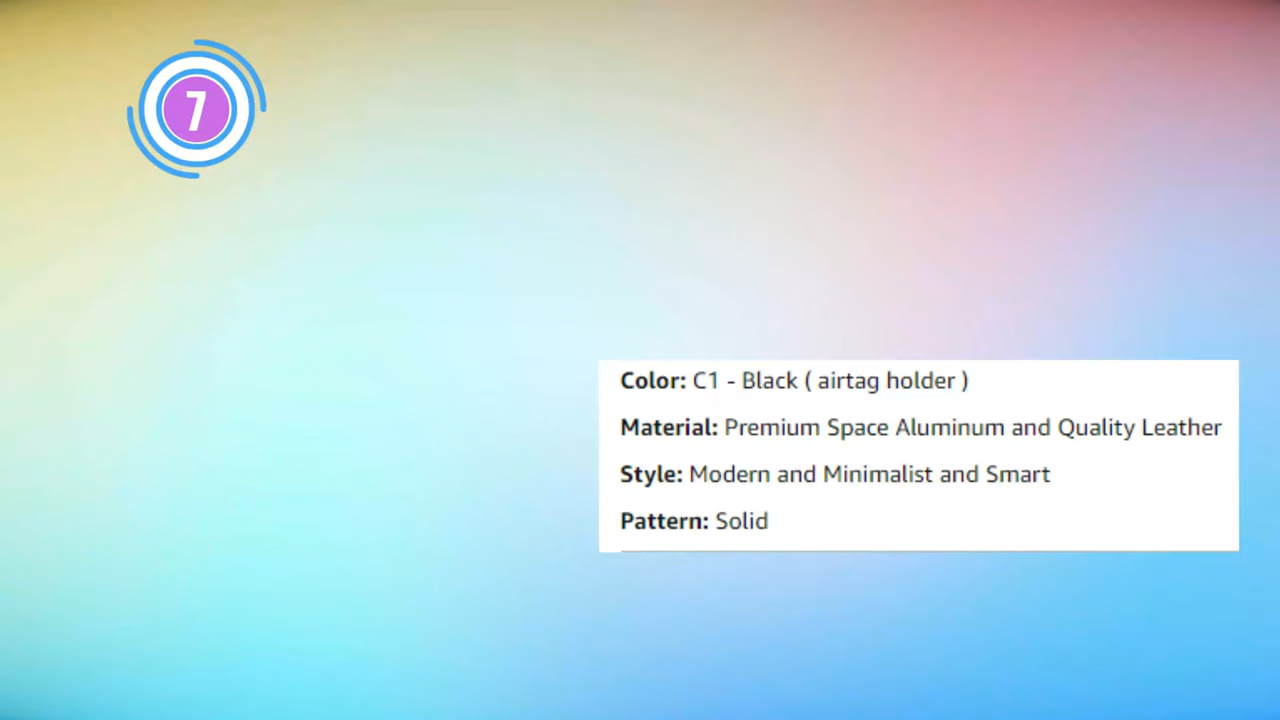 7
Color: C1 - Black ( airtag holder )
Material: Premium Space Aluminum and Quality Leather
Style: Modern and Minimalist and Smart
Pattern: Solid